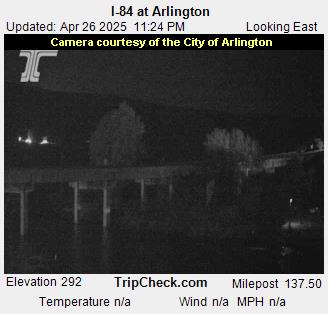 I-84 at Arlington
Updated: Apr 26 2025 11:24 PM Looking East
Camera courtesy of the City of Arlington
Elevation 292 TripCheck.com Milepost 137.50
Temperature n/a Wind n/a MPH n/a